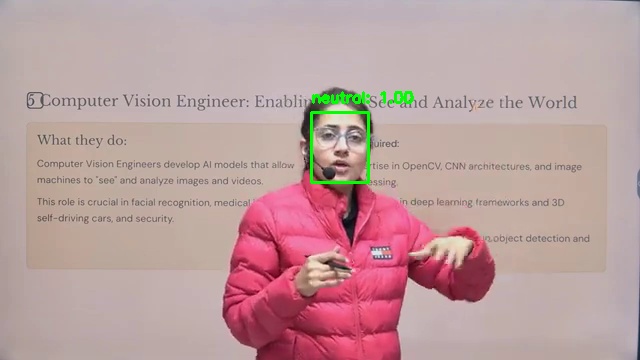 neutral: 1.00
5 Computer Vision Engineer: Enablin See and Analyze the World
What they do:
Computer Vision Engineers develop AI models that allow
machines to "see" and analyze images and videos.
This role is crucial in facial recognition, medical
self-driving cars, and security.
quired:
rtise in OpenCV, CNN architectures, and image
essing.
in deep learning frameworks and 3D
object detection and